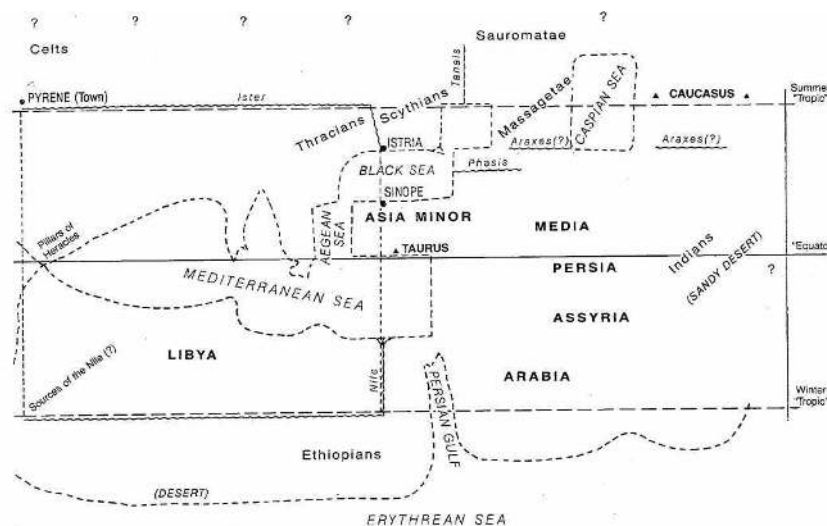 ? ? ? ?
Celts
Sauromatae
PYRENE (Town)
Ister
Tanais
Thracians
Scythians
Massagetae
CASPIAN SEA
CAUCASUS
Summer
"Tropic"
ISTRIA
Araxes(?)
Araxes(?)
BLACK SEA
Phasis
SINOPE
ASIA MINOR
AEGEAN
SEA
MEDIA
Pillars of
Heracles
TAURUS
"Equato
MEDITERRANEAN SEA
PERSIA
Indians
(SANDY DESERT)
?
ASSYRIA
LIBYA
Sources of the Nile (?)
Nile
ARABIA
PERSIAN GULF
Winter
"Tropic"
Ethiopians
(DESERT)
ERYTHREAN SEA